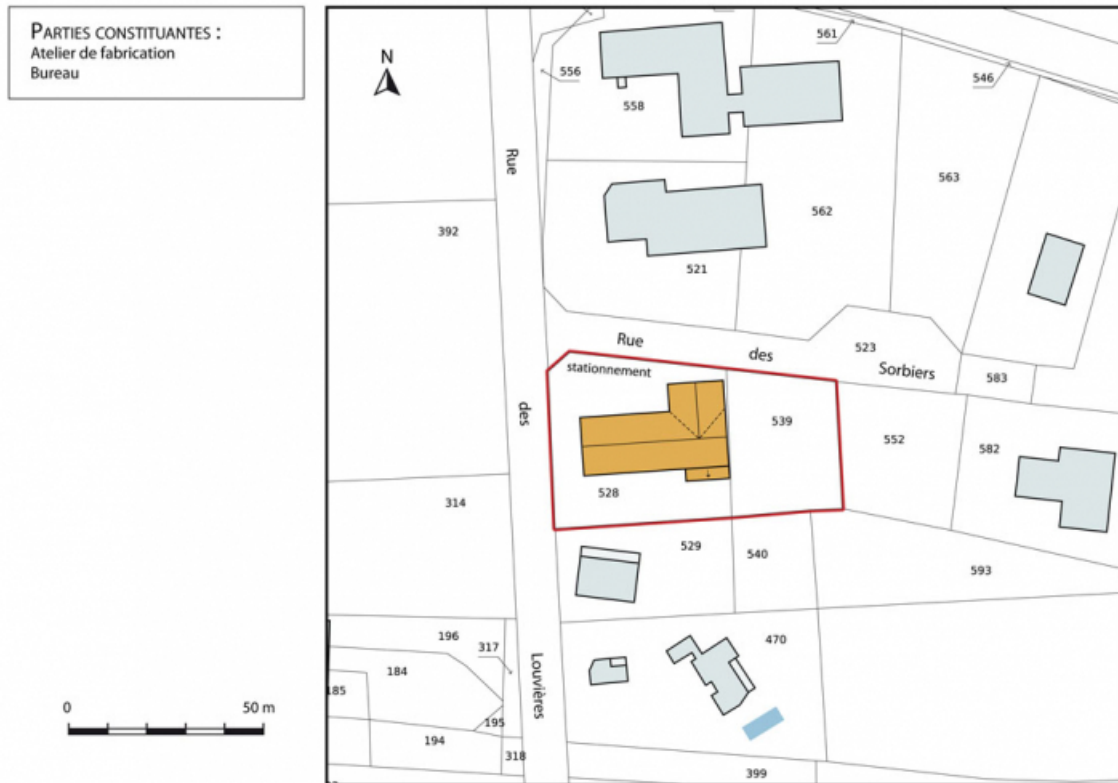 PARTIES CONSTITUANTES :
Atelier de fabrication
Bureau
N
0 50 m
561
546
556
558
Rue
563
562
392
521
Rue des Sorbiers
523
583
stationnement
des
539
552
582
528
314
529
540
593
Louvières
196
317
470
184
185
195
194
318
399